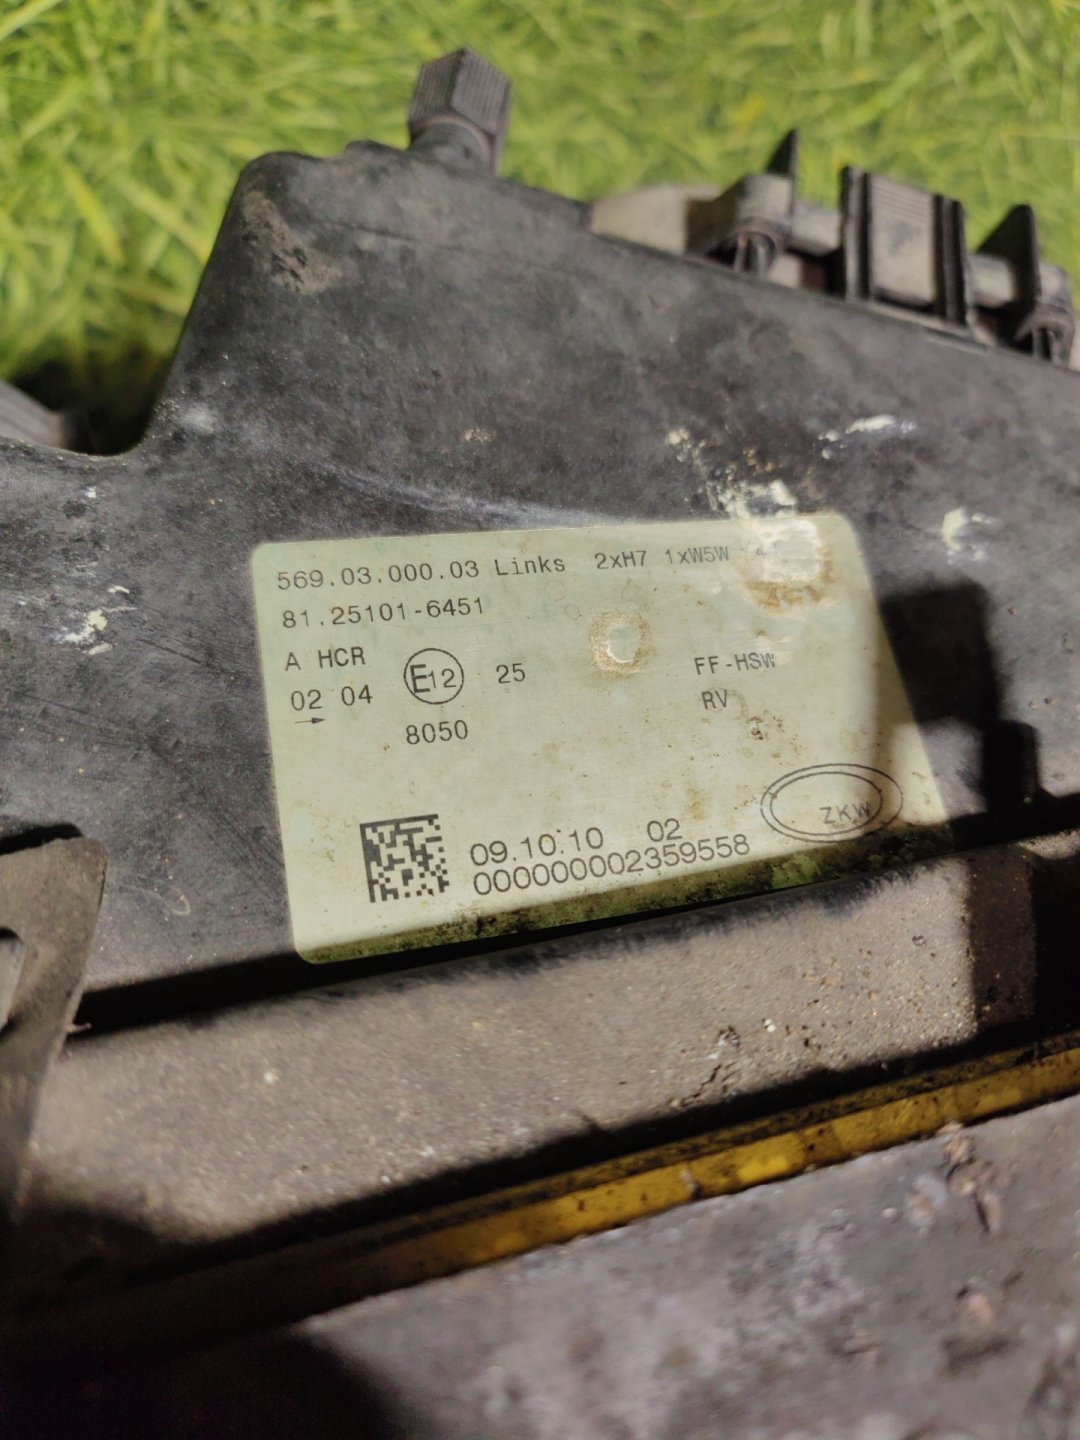 569.03.000.03 Links 2xH7 1xW5W
81.25101-6451
A HCR
02 04 E12 25 FF-HSW
RV
8050
ZKW
09.10.10 02
000000002359558